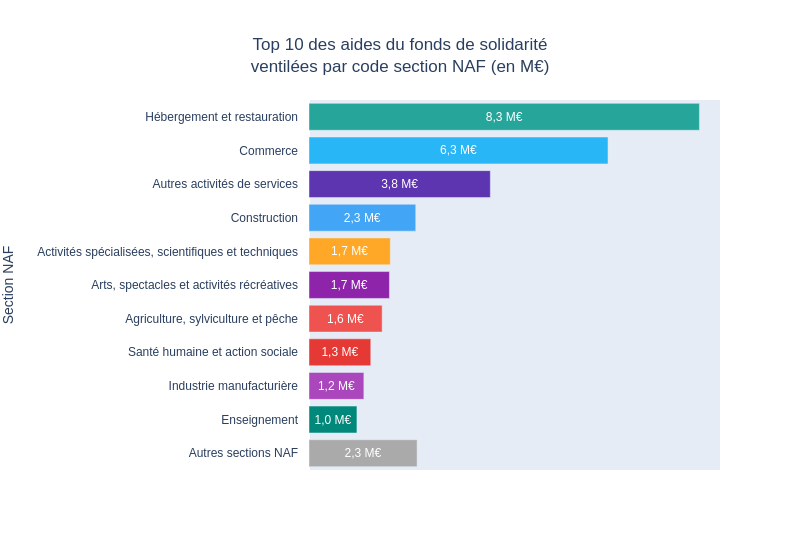 Top 10 des aides du fonds de solidarité
ventilées par code section NAF (en M€)
Section NAF
Hébergement et restauration 8,3 M€
Commerce 6,3 M€
Autres activités de services 3,8 M€
Construction 2,3 M€
Activités spécialisées, scientifiques et techniques 1,7 M€
Arts, spectacles et activités récréatives 1,7 M€
Agriculture, sylviculture et pêche 1,6 M€
Santé humaine et action sociale 1,3 M€
Industrie manufacturière 1,2 M€
Enseignement 1,0 M€
Autres sections NAF 2,3 M€